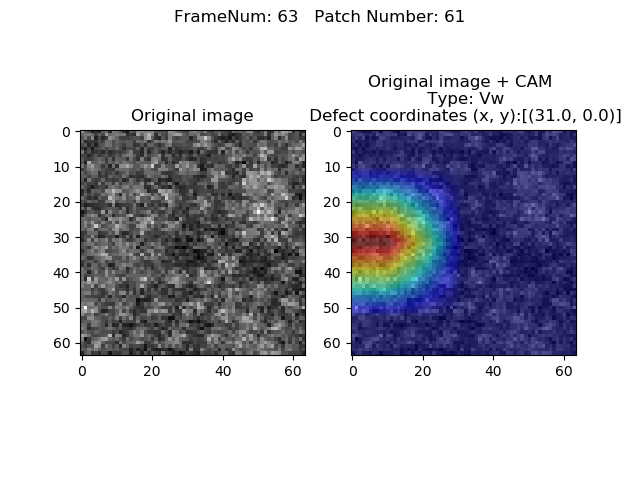 FrameNum: 63   Patch Number: 61
Original image
Original image + CAM
Type: Vw
Defect coordinates (x, y):[(31.0, 0.0)]
0
10
20
30
40
50
60
0 20 40 60
0
10
20
30
40
50
60
0 20 40 60